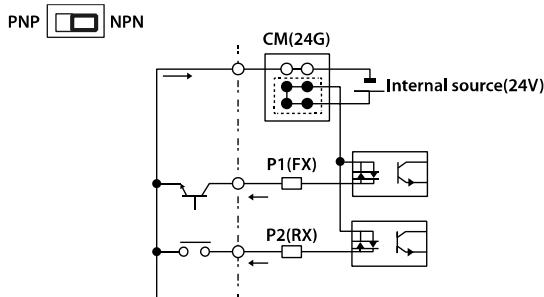 PNP NPN
CM(24G)
Internal source(24V)
P1(FX)
P2(RX)